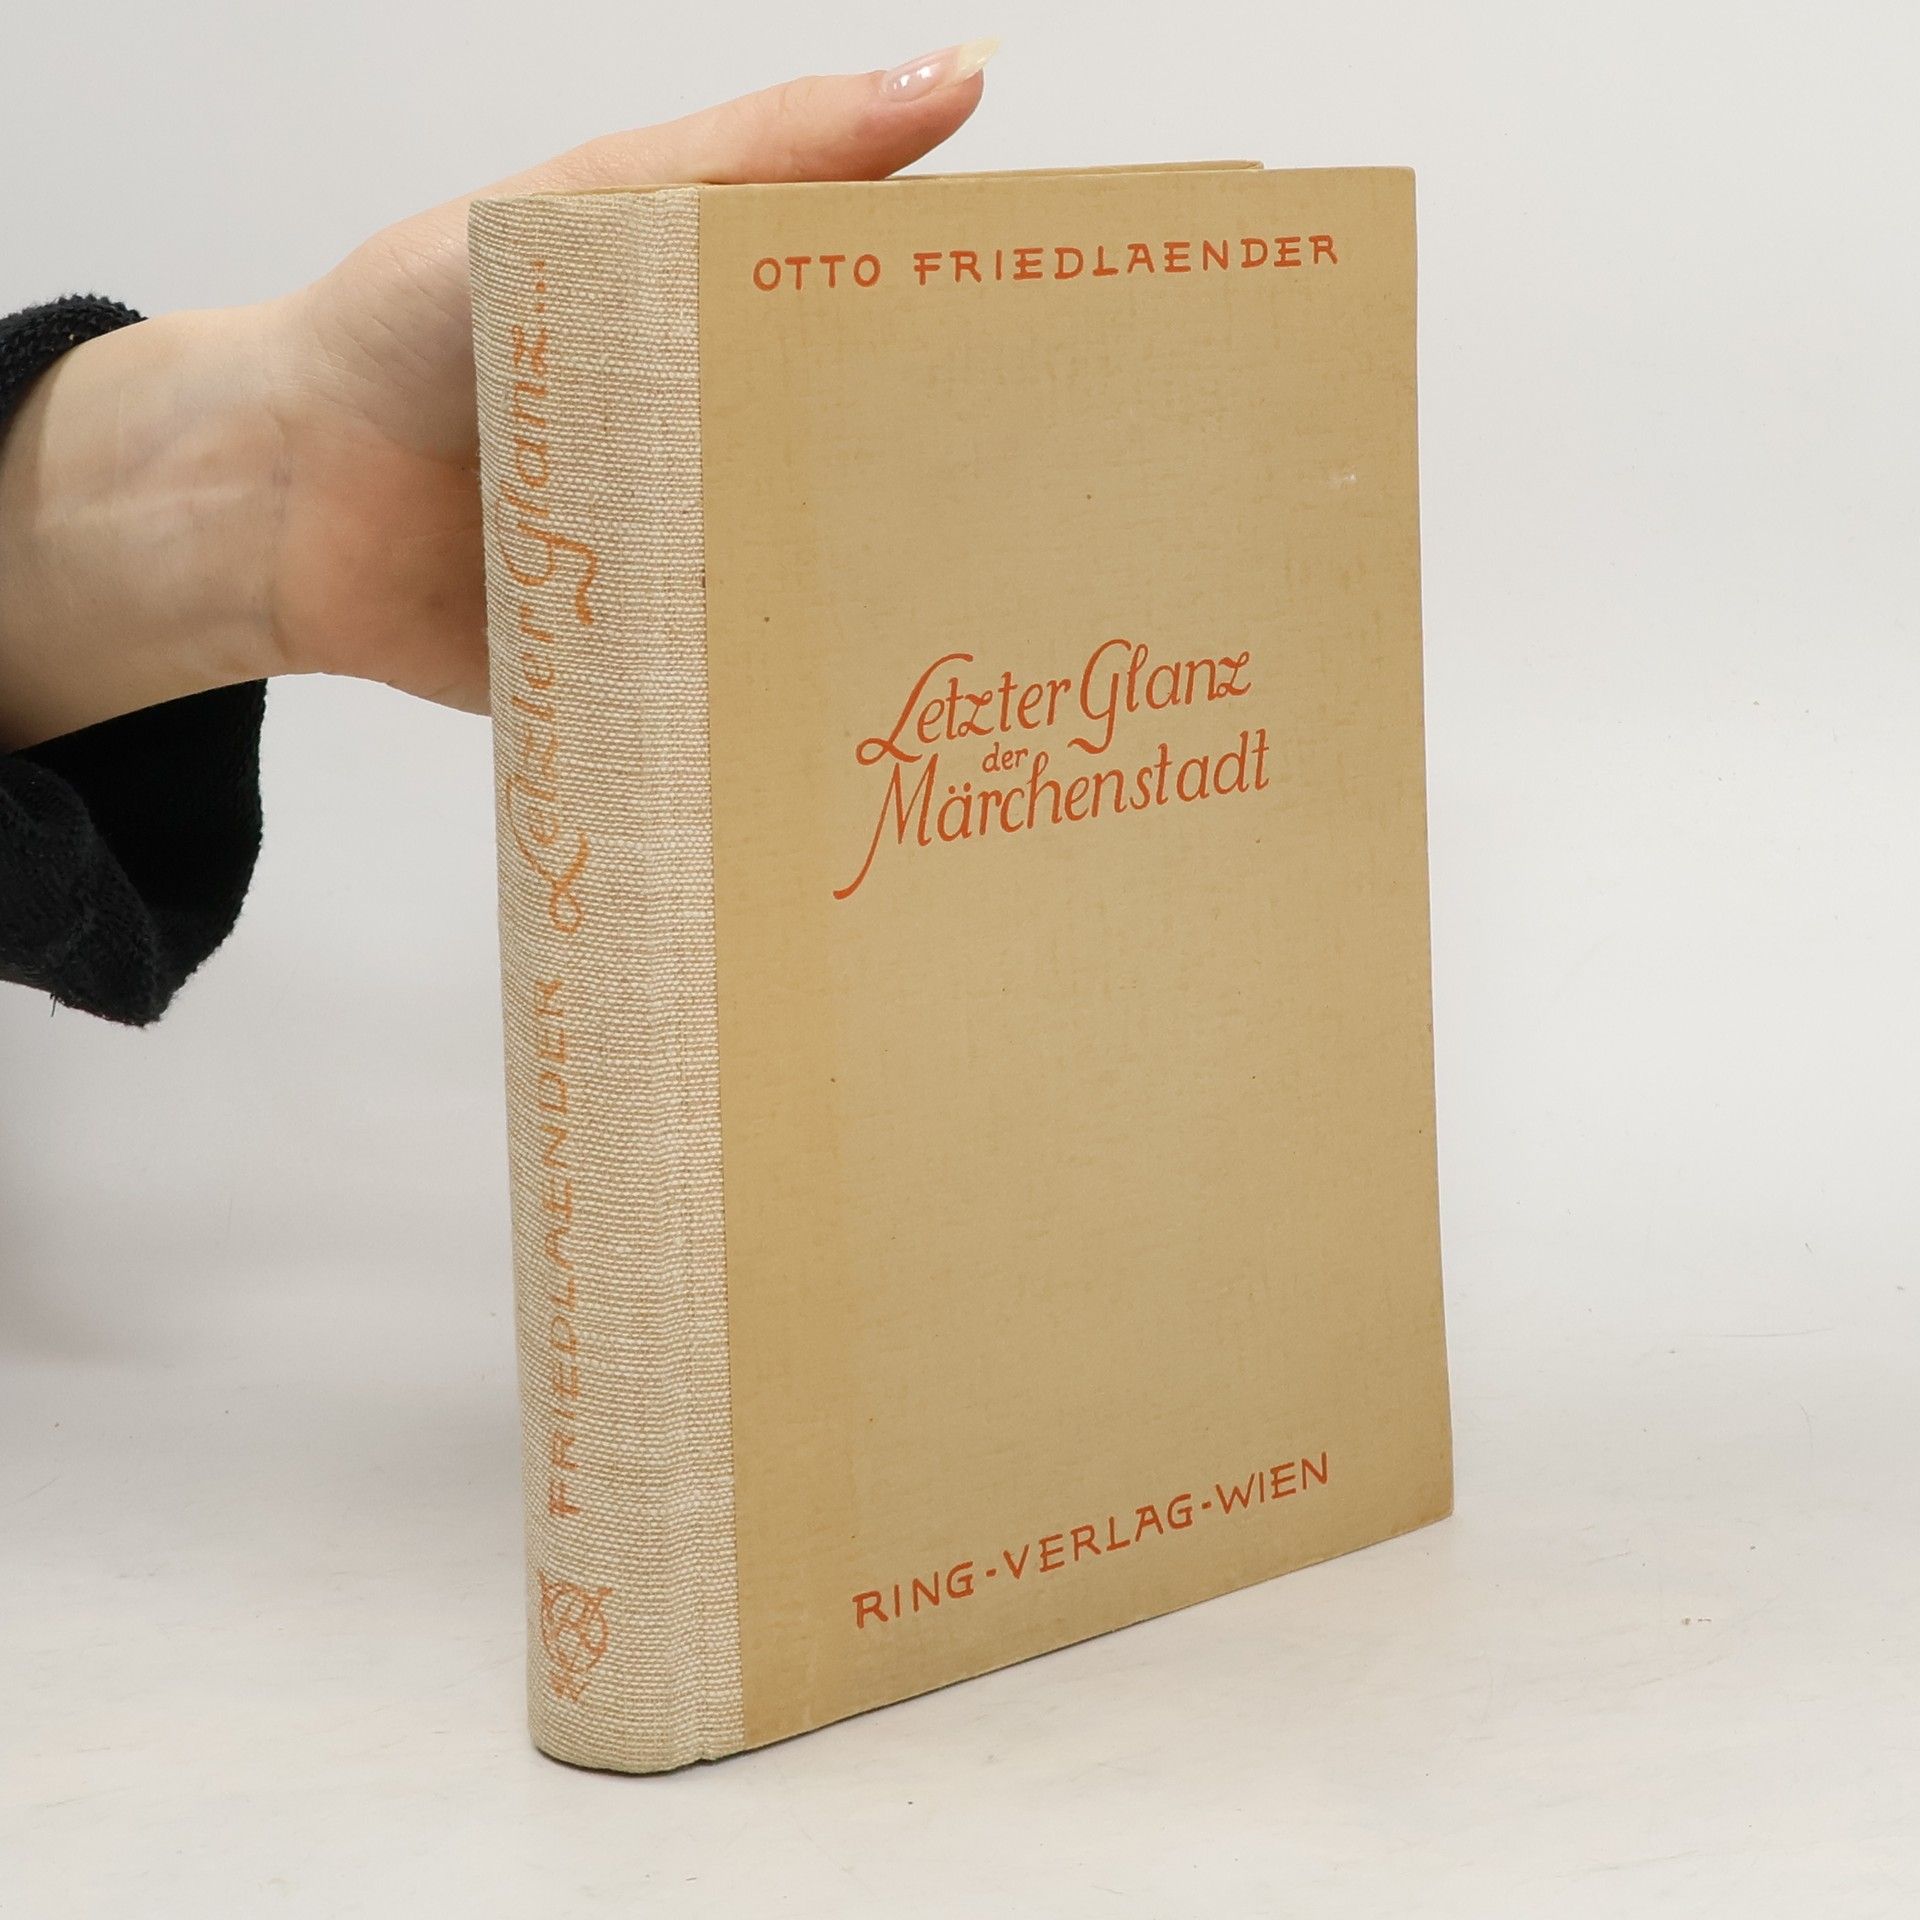 OTTO FRIEDLAENDER
Letzter Glanz
der
Märchenstadt
RING-VERLAG-WIEN
FRIEDLAENDER Letzter Glanz...